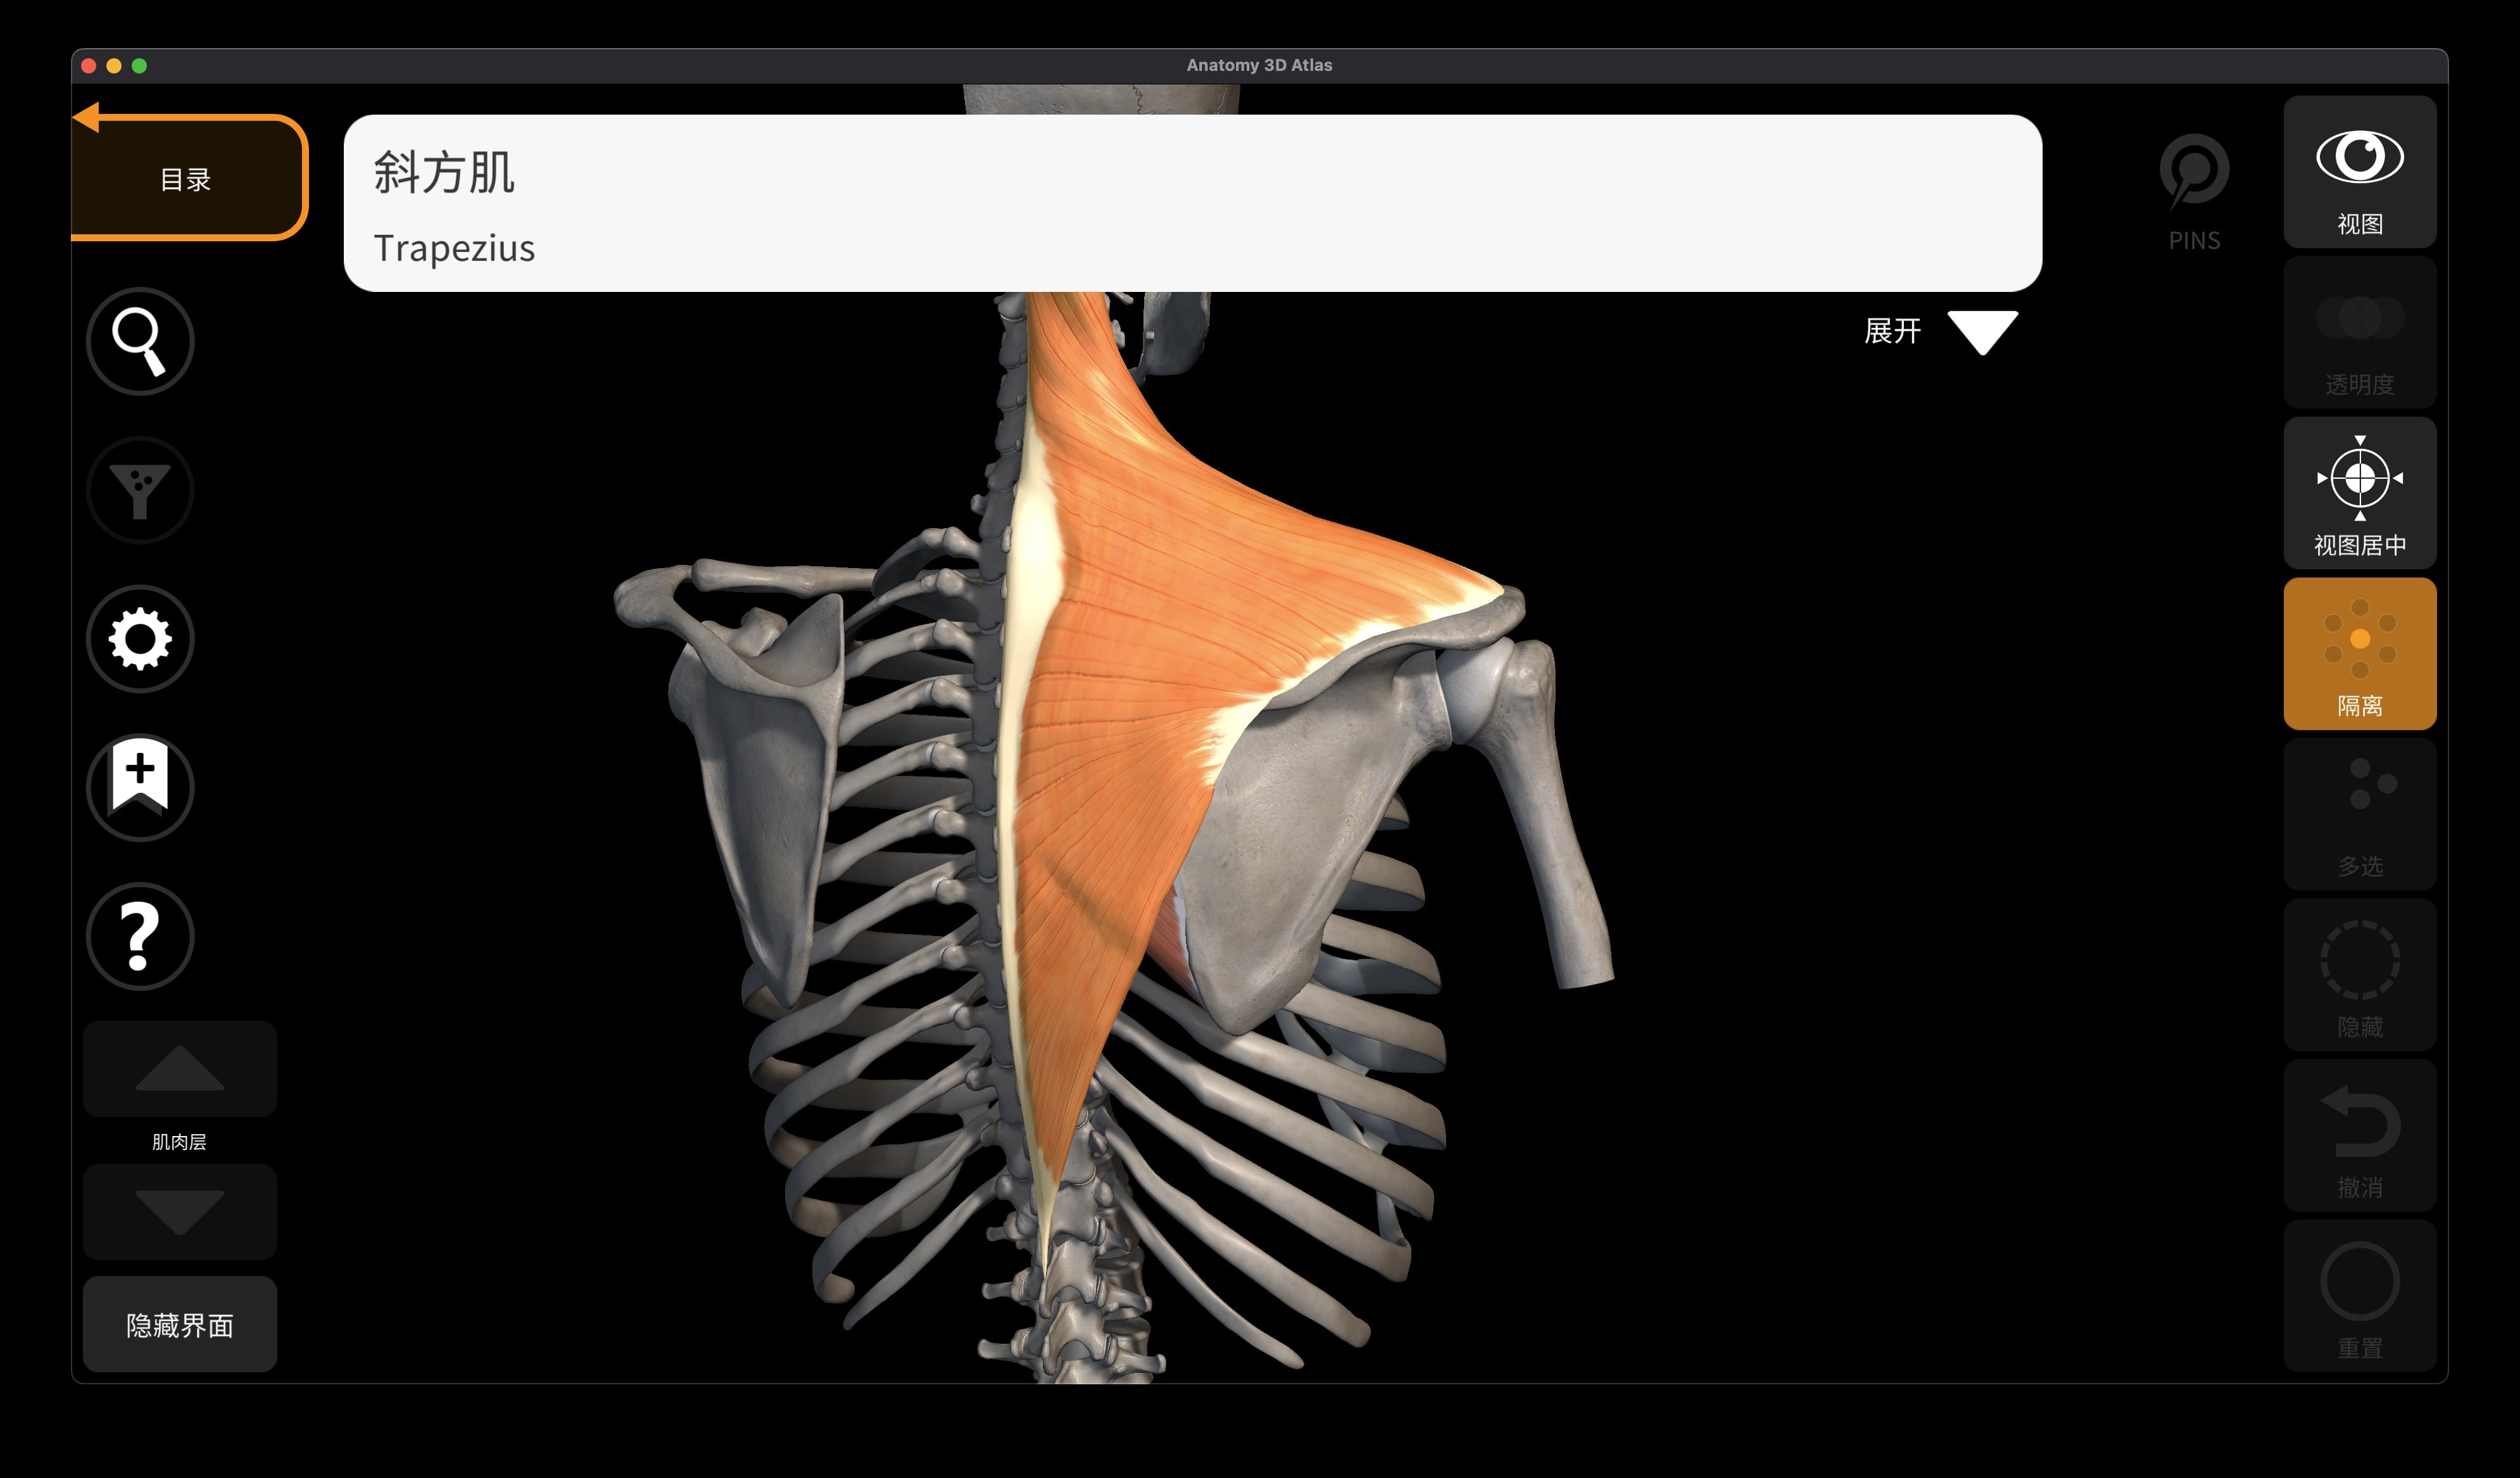 Anatomy 3D Atlas
目录
斜方肌
Trapezius
展开
PINS
视图
透明度
视图居中
隔离
多选
隐藏
撤消
重置
肌肉层
隐藏界面